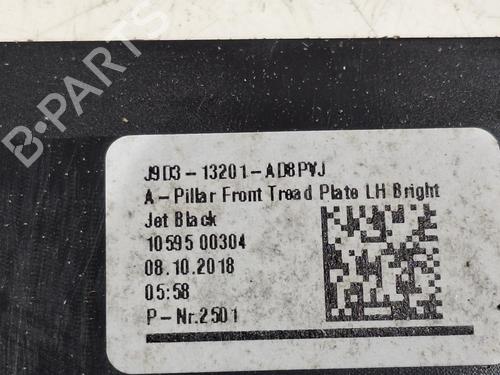 J9D3-13201-AD8PVJ
A-Pillar Front Tread Plate LH Bright
Jet Black
10595 00304
08.10.2018
05:58
P-Nr.2501
B-PARTS